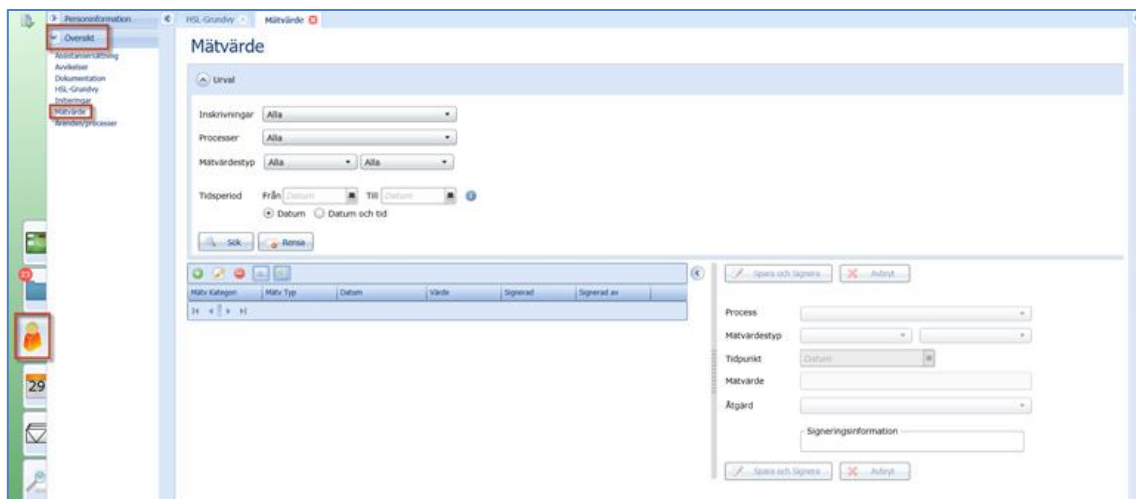 Personinformation
Översikt
Assistansersättning
Avvikelser
Dokumentation
HSL-Grundvy
Initieringar
Mätvärde
Ärenden/processer
23
29
HSL-Grundvy Mätvärde
Mätvärde
Urval
Inskrivningar Alla
Processer Alla
Mätvärdestyp Alla Alla
Tidsperiod Från Datum Till Datum
Datum Datum och tid
Sök Rensa
Mätv Kategori Mätv Typ Datum Värde Signerad Signerad av
Spara och Signera Avbryt
Process
Mätvärdestyp
Tidpunkt Datum
Mätvärde
Åtgärd
Signeringsinformation
Spara och Signera Avbryt